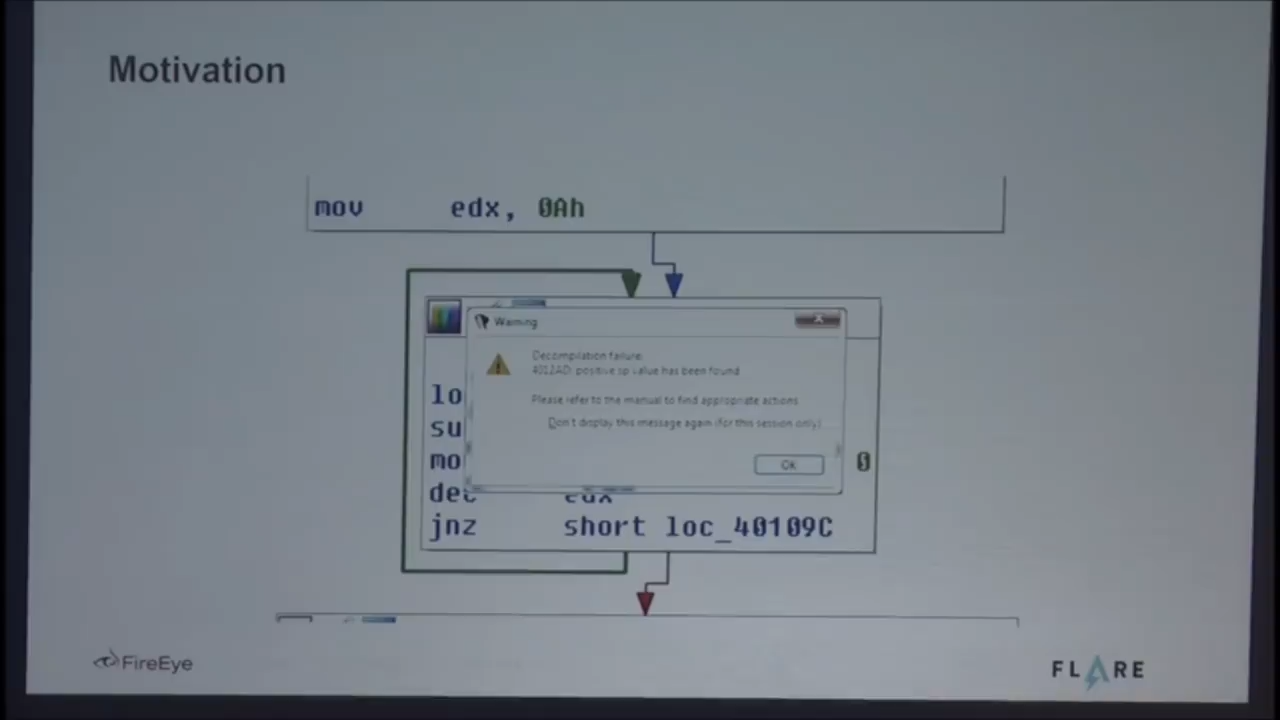 Motivation
mov edx, 0Ah
Warning
Decompilation failure:
4012AD: positive sp value has been found
Please refer to the manual to find appropriate actions
Don't display this message again (for this session only)
OK
lo
su
mo 0
dec edx
jnz short loc_40109C
FireEye
FLARE